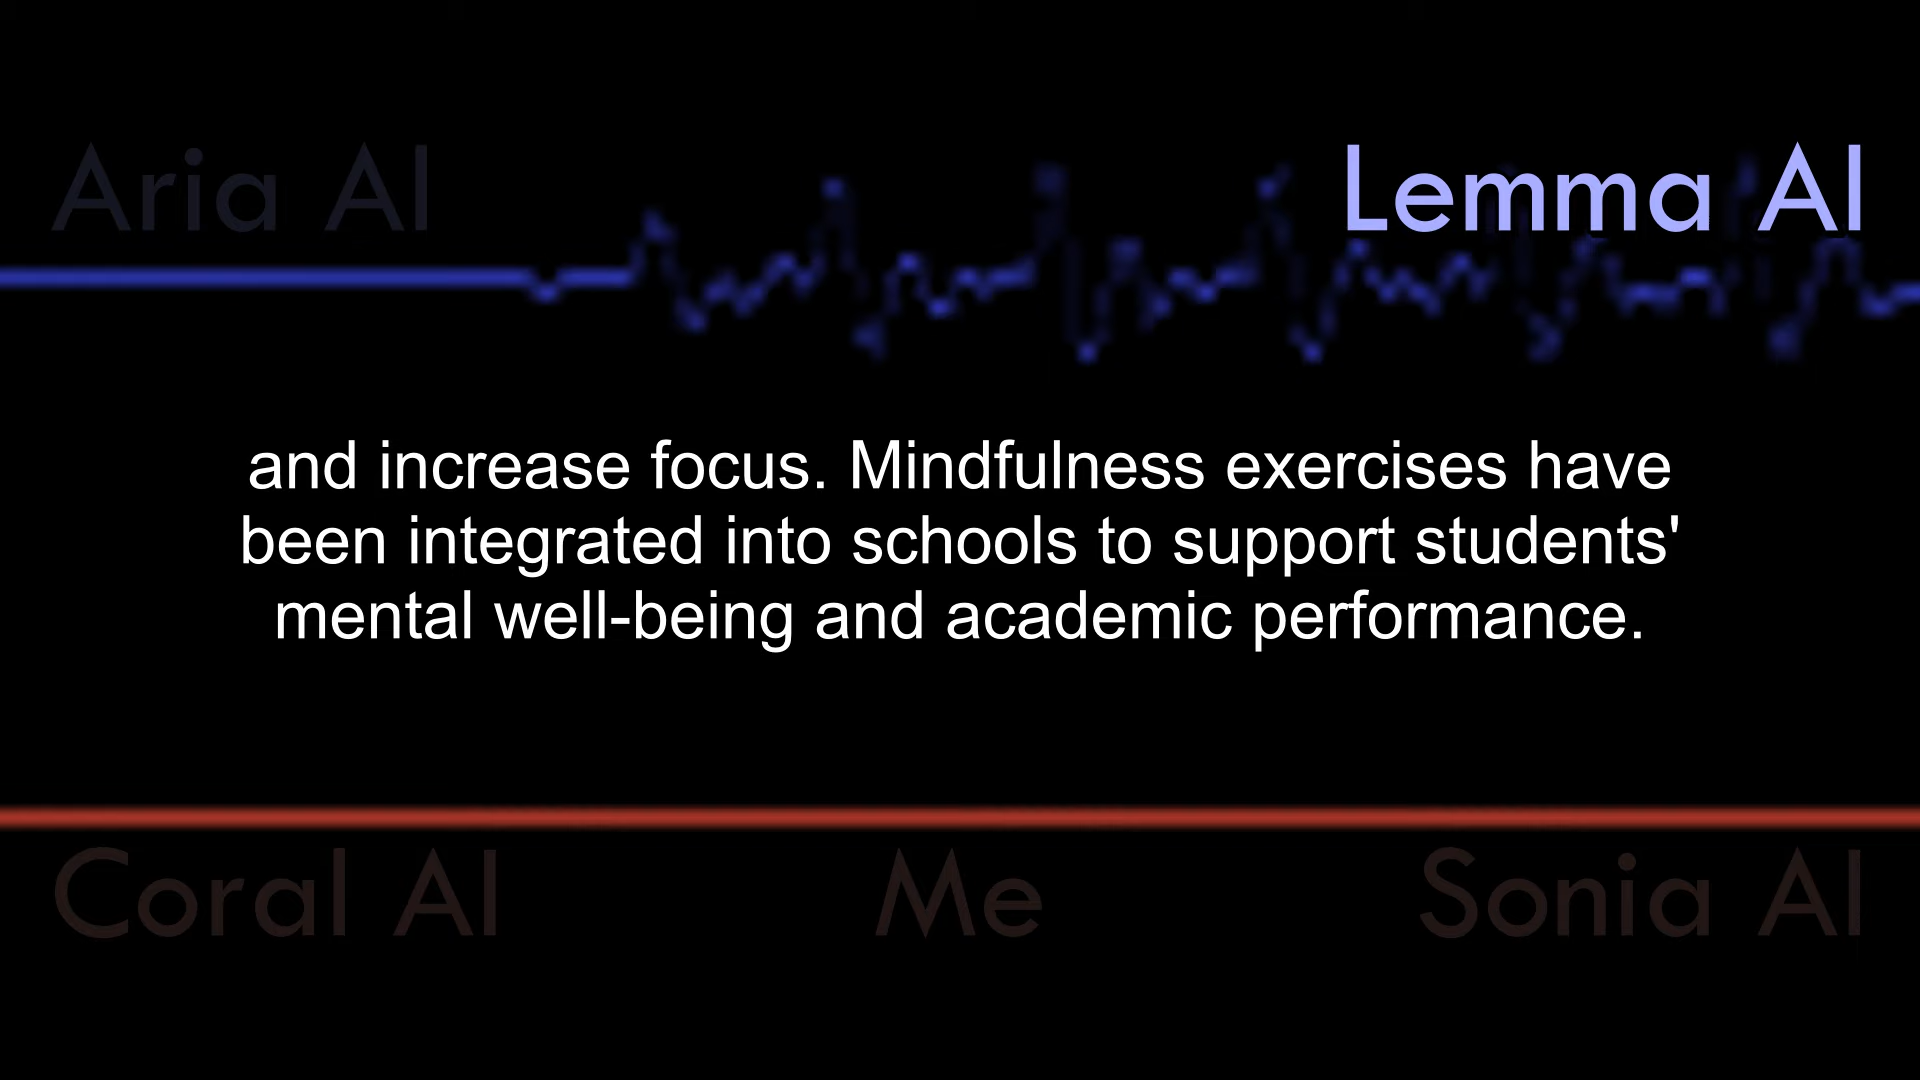 Aria AI
Lemma AI
and increase focus. Mindfulness exercises have
been integrated into schools to support students'
mental well-being and academic performance.
Coral AI
Me
Sonia AI